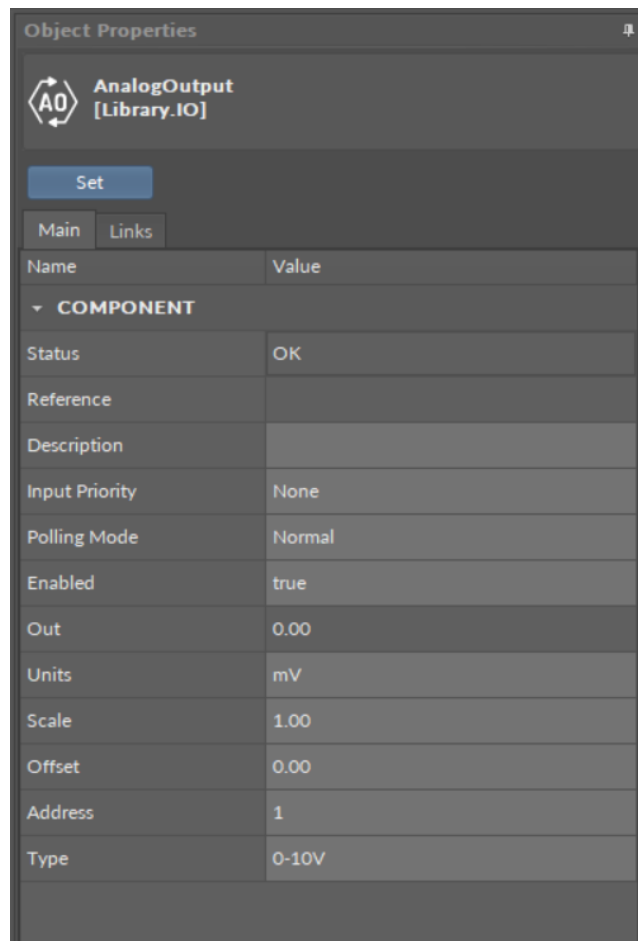 Object Properties
AO
AnalogOutput
[Library.IO]
Set
Main Links
Name Value
COMPONENT
Status OK
Reference
Description
Input Priority None
Polling Mode Normal
Enabled true
Out 0.00
Units mV
Scale 1.00
Offset 0.00
Address 1
Type 0-10V